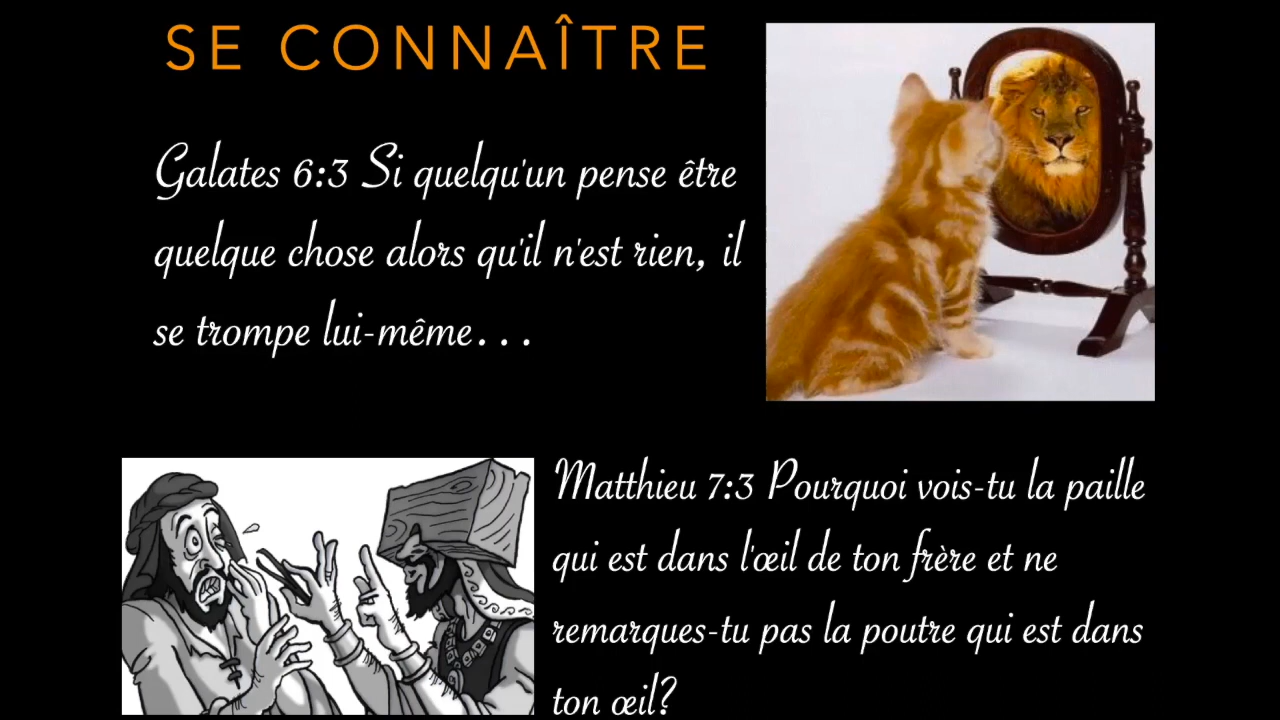 SE CONNAÎTRE
Galates 6:3 Si quelqu'un pense être
quelque chose alors qu'il n'est rien, il
se trompe lui-même...
Matthieu 7:3 Pourquoi vois-tu la paille
qui est dans l'œil de ton frère et ne
remarques-tu pas la poutre qui est dans
ton œil?